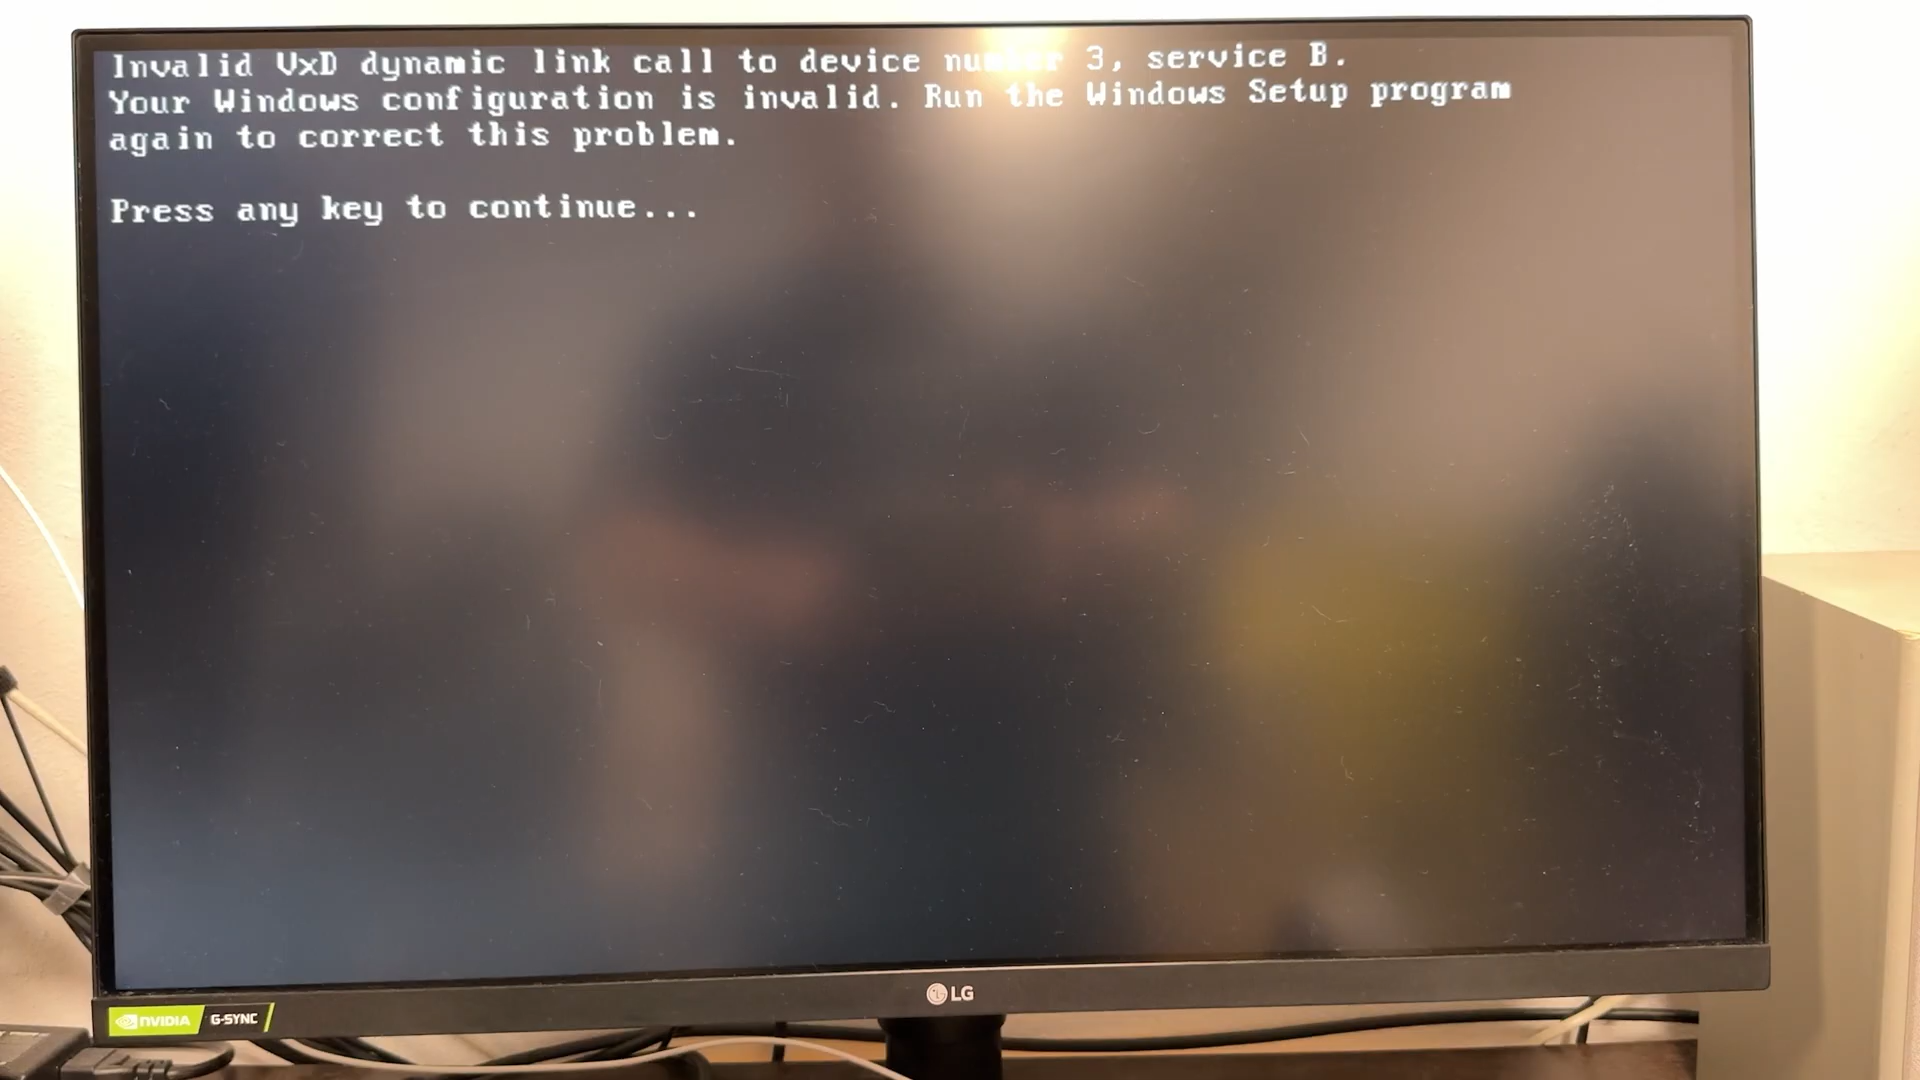 Invalid VxD dynamic link call to device number 3, service B.
Your Windows configuration is invalid. Run the Windows Setup program
again to correct this problem.
Press any key to continue...
NVIDIA G-SYNC
LG